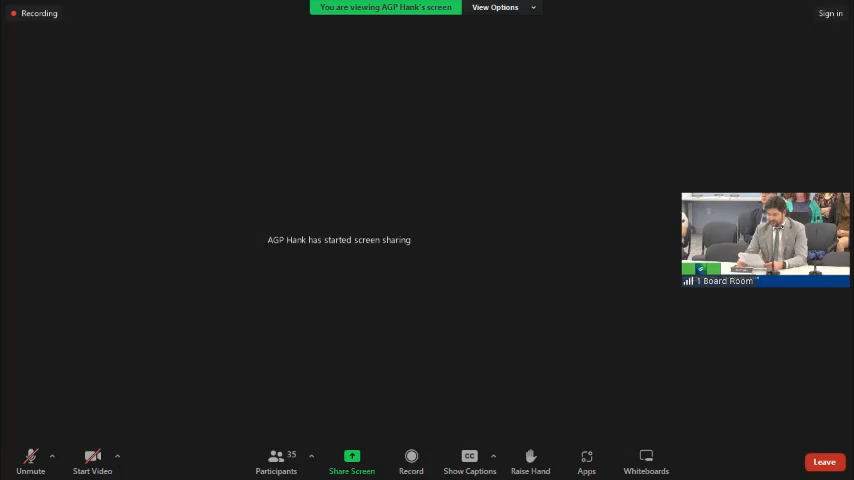 Recording
You are viewing AGP Hank's screen
View Options
Sign in
AGP Hank has started screen sharing
1 Board Room
35
Unmute
Start Video
Participants
Share Screen
Record
CC
Show Captions
Raise Hand
Apps
Whiteboards
Leave